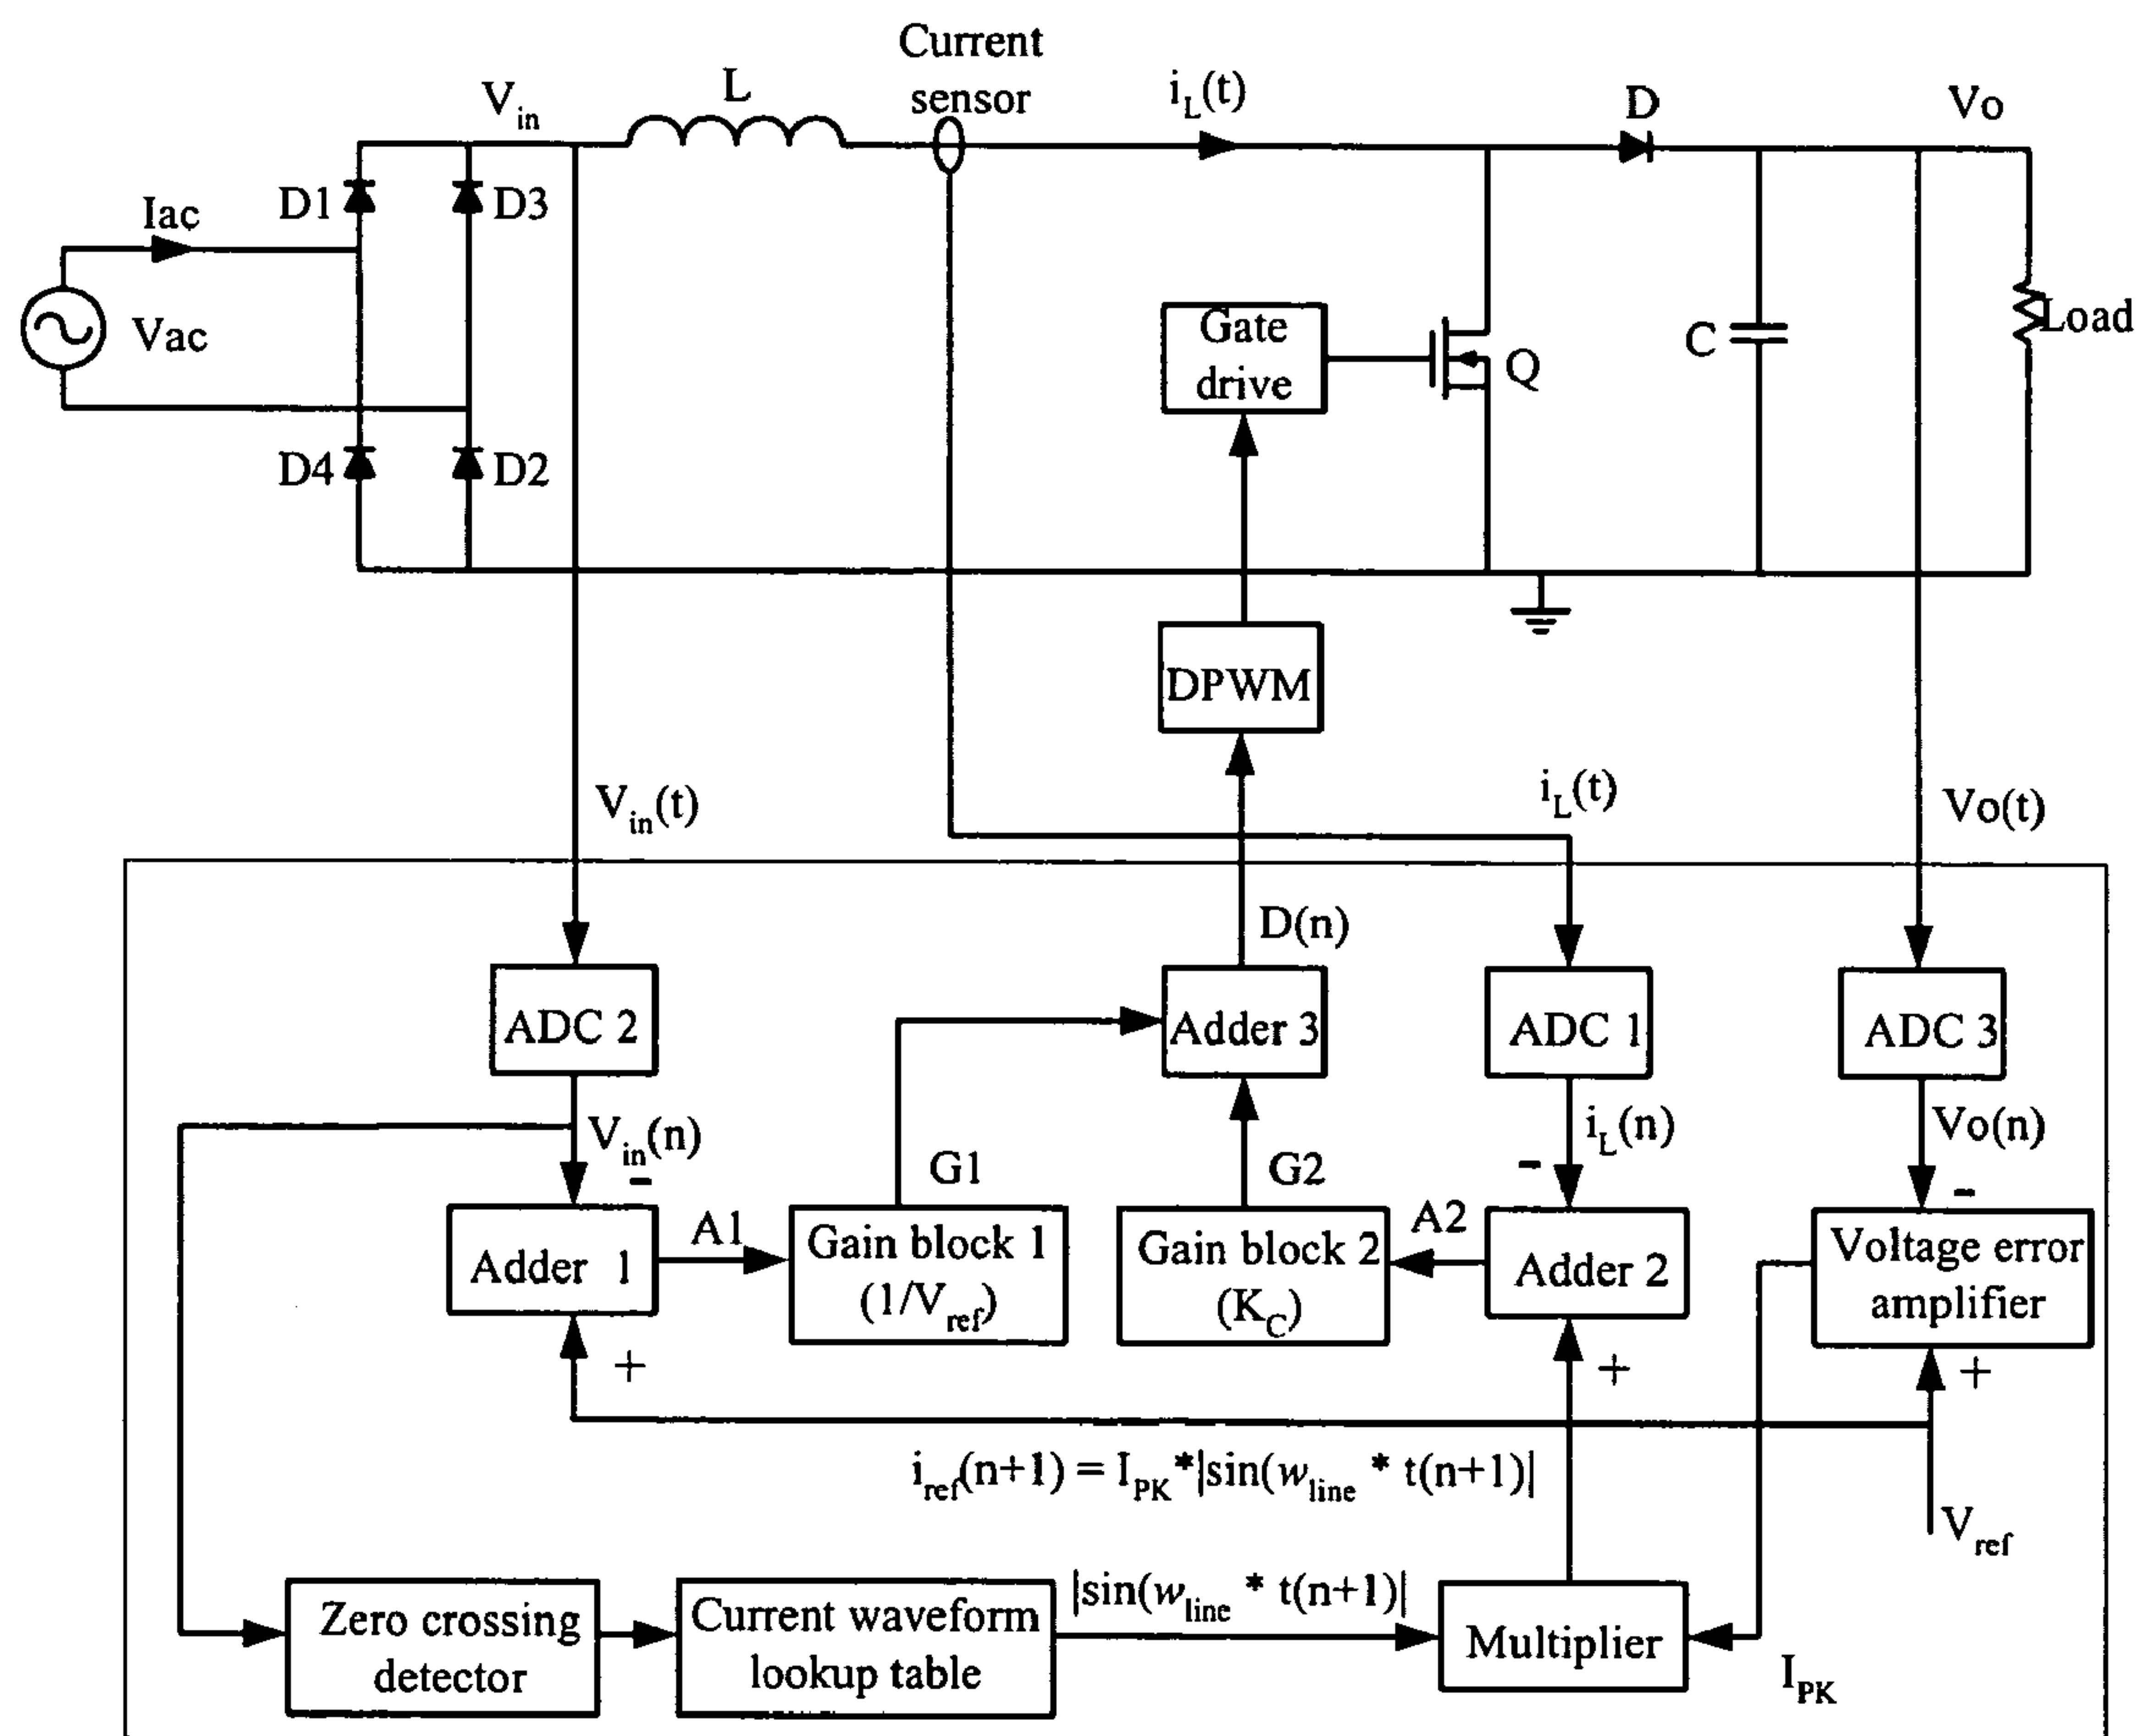 Current
sensor
V_in
L
i_L(t)
D
Vo
D1
D3
Iac
Vac
Gate
drive
Q
C
Load
D4
D2
DPWM
V_in(t)
i_L(t)
Vo(t)
D(n)
ADC 2
Adder 3
ADC 1
ADC 3
V_in(n)
i_L(n)
Vo(n)
-
G1
G2
-
-
Adder 1
A1
Gain block 1
(1/V_ref)
Gain block 2
(K_C)
A2
Adder 2
Voltage error
amplifier
+
+
+
i_ref(n+1) = I_PK*|sin(w_line * t(n+1)|
V_ref
Zero crossing
detector
Current waveform
lookup table
|sin(w_line * t(n+1)|
Multiplier
I_PK